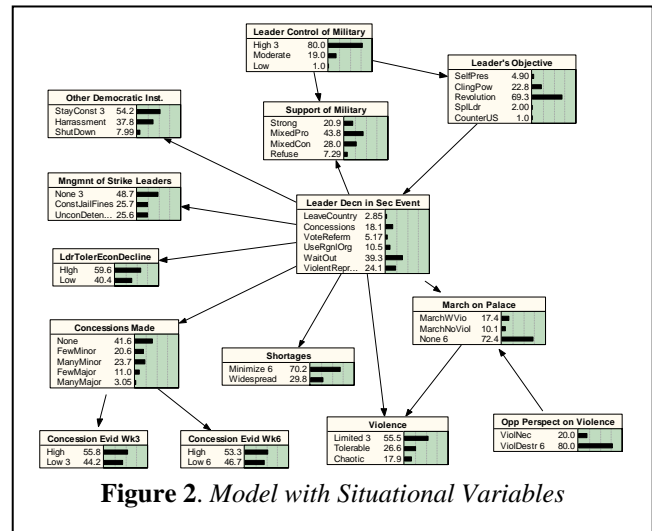 Leader Control of Military
High 3 80.0
Moderate 19.0
Low 1.0
Leader's Objective
SelfPres 4.90
ClingPow 22.8
Revolution 69.3
SplLdr 2.00
CounterUS 1.0
Other Democratic Inst.
StayConst 3 54.2
Harrassment 37.8
ShutDown 7.99
Support of Military
Strong 20.9
MixedPro 43.8
MixedCon 28.0
Refuse 7.29
Mngmnt of Strike Leaders
None 3 48.7
ConstJailFines 25.7
UnconDeten... 25.6
Leader Decn in Sec Event
LeaveCountry 2.85
Concessions 18.1
VoteReferm 5.17
UseRgnlOrg 10.5
WaitOut 39.3
ViolentRepr... 24.1
LdrTolerEconDecline
HIgh 59.6
Low 40.4
March on Palace
MarchWVio 17.4
MarchNoViol 10.1
None 6 72.4
Concessions Made
None 41.6
FewMinor 20.6
ManyMinor 23.7
FewMajor 11.0
ManyMajor 3.05
Shortages
Minimize 6 70.2
Widespread 29.8
Concession Evid Wk3
High 55.8
Low 3 44.2
Concession Evid Wk6
High 53.3
Low 6 46.7
Violence
Limited 3 55.5
Tolerable 26.6
Chaotic 17.9
Opp Perspect on Violence
ViolNec 20.0
ViolDestr 6 80.0
Figure 2. Model with Situational Variables